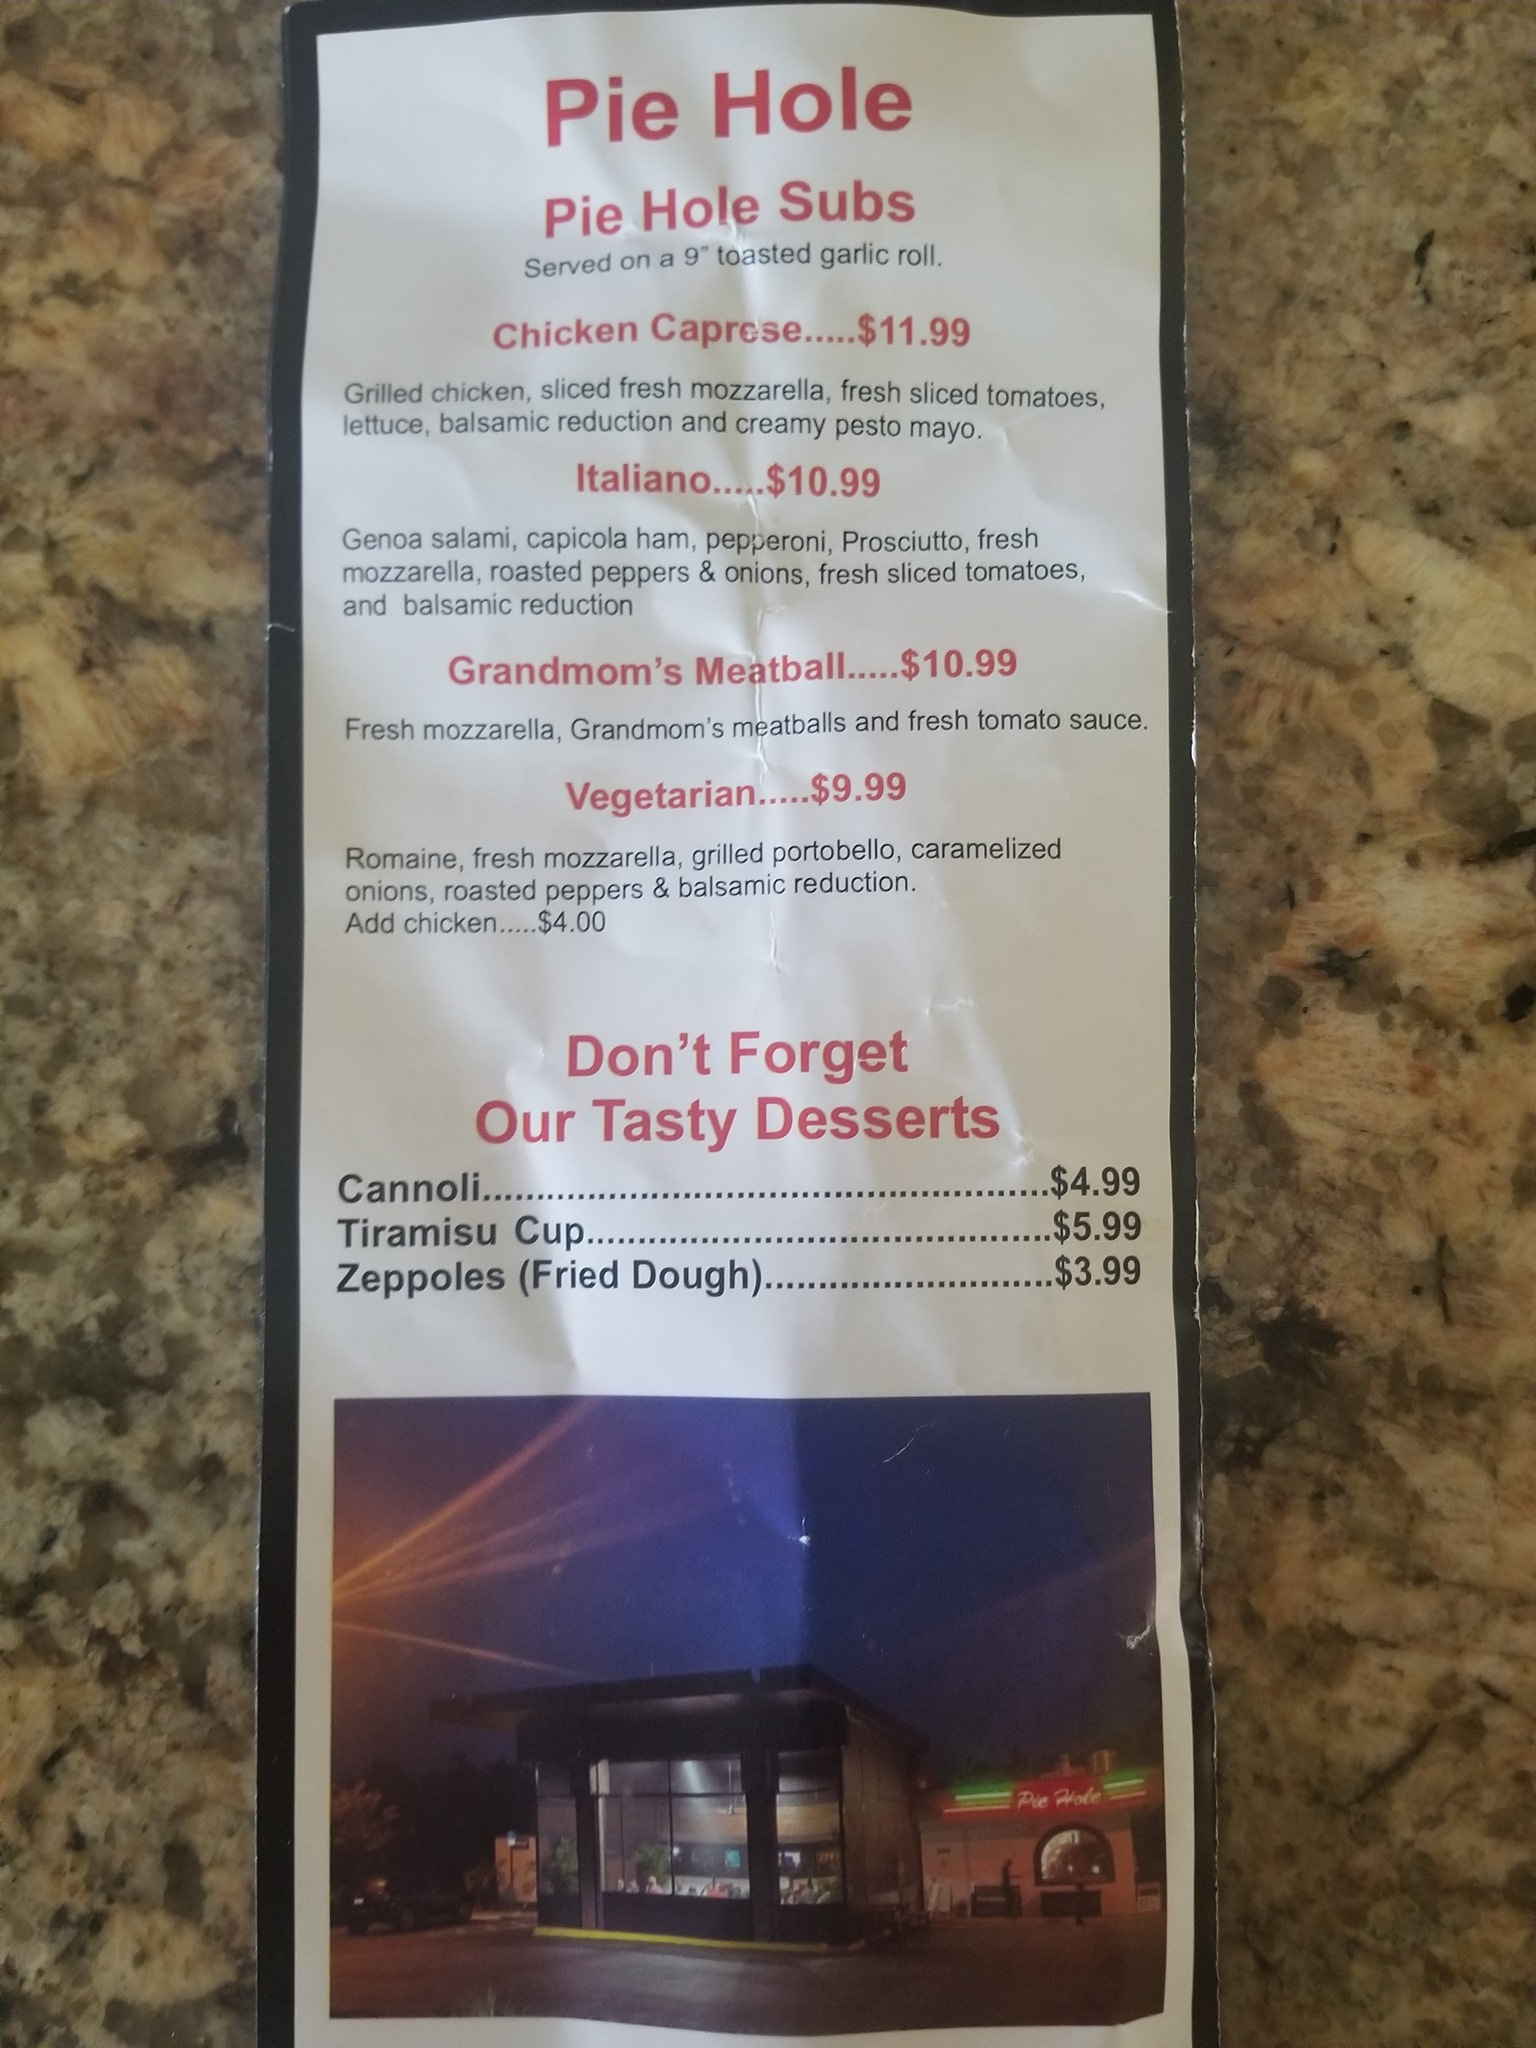 Pie Hole
Pie Hole Subs
Served on a 9" toasted garlic roll.
Chicken Caprese.....$11.99
Grilled chicken, sliced fresh mozzarella, fresh sliced tomatoes,
lettuce, balsamic reduction and creamy pesto mayo.
Italiano.....$10.99
Genoa salami, capicola ham, pepperoni, Prosciutto, fresh
mozzarella, roasted peppers & onions, fresh sliced tomatoes,
and balsamic reduction
Grandmom's Meatball.....$10.99
Fresh mozzarella, Grandmom's meatballs and fresh tomato sauce.
Vegetarian.....$9.99
Romaine, fresh mozzarella, grilled portobello, caramelized
onions, roasted peppers & balsamic reduction.
Add chicken.....$4.00
Don't Forget
Our Tasty Desserts
Cannoli.....................................................$4.99
Tiramisu Cup............................................$5.99
Zeppoles (Fried Dough)...........................$3.99
Pie Hole